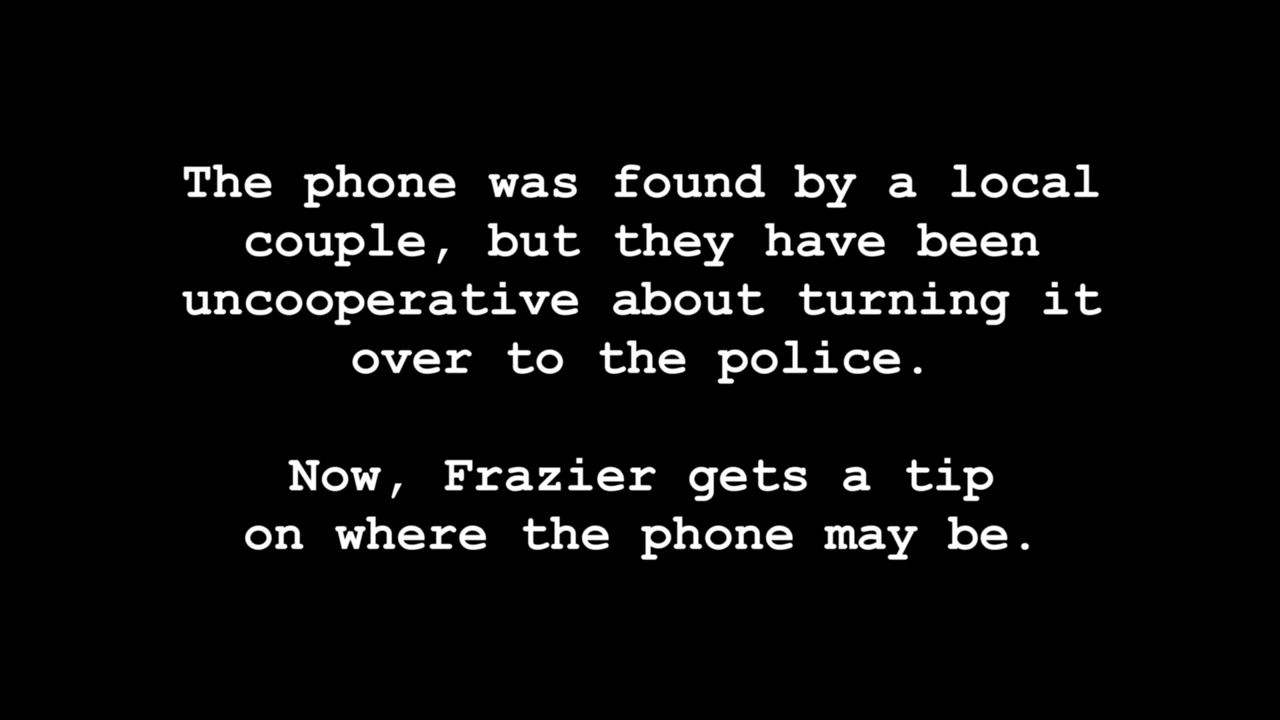 The phone was found by a local
couple, but they have been
uncooperative about turning it
over to the police.
Now, Frazier gets a tip
on where the phone may be.